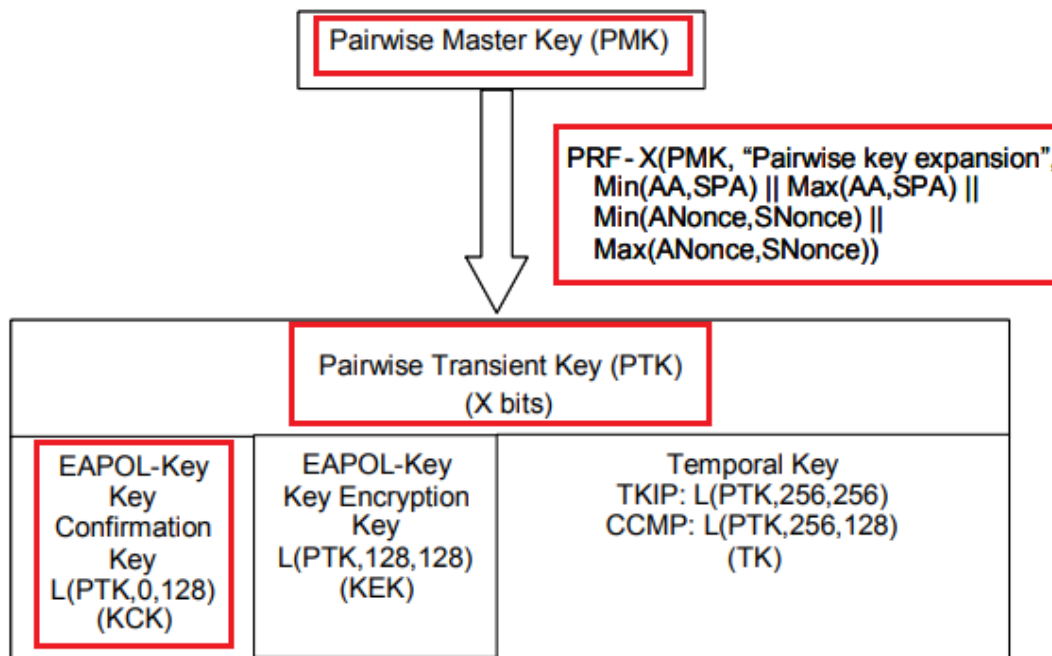 Pairwise Master Key (PMK)
PRF-X(PMK, “Pairwise key expansion”,
Min(AA,SPA) || Max(AA,SPA) ||
Min(ANonce,SNonce) ||
Max(ANonce,SNonce))
Pairwise Transient Key (PTK)
(X bits)
EAPOL-Key
Key
Confirmation
Key
L(PTK,0,128)
(KCK)
EAPOL-Key
Key Encryption
Key
L(PTK,128,128)
(KEK)
Temporal Key
TKIP: L(PTK,256,256)
CCMP: L(PTK,256,128)
(TK)